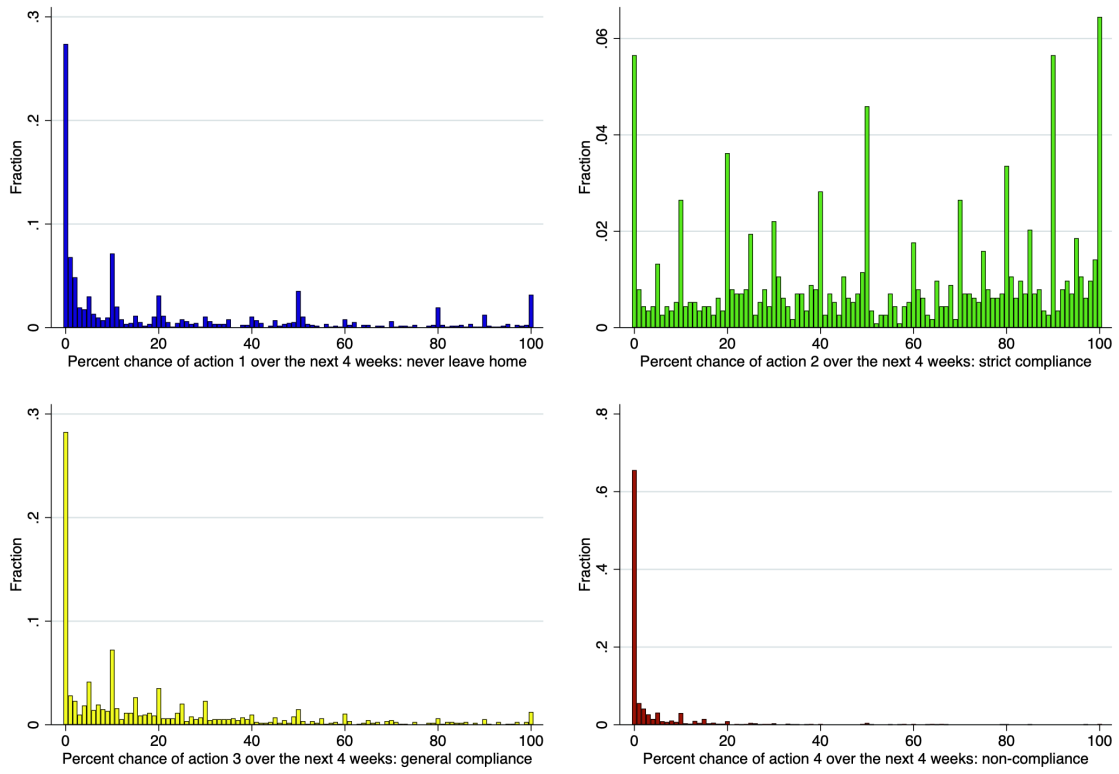 .3
.2
.1
0
Fraction
0 20 40 60 80 100
Percent chance of action 1 over the next 4 weeks: never leave home
.06
.04
.02
0
Fraction
0 20 40 60 80 100
Percent chance of action 2 over the next 4 weeks: strict compliance
.3
.2
.1
0
Fraction
0 20 40 60 80 100
Percent chance of action 3 over the next 4 weeks: general compliance
.8
.6
.4
.2
0
Fraction
0 20 40 60 80 100
Percent chance of action 4 over the next 4 weeks: non-compliance